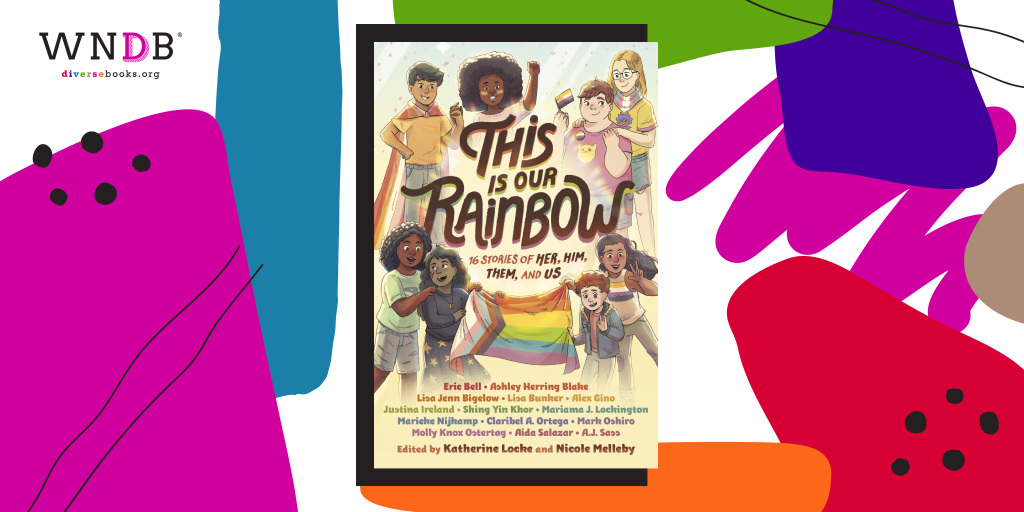 WNDB®
diversebooks.org
THIS
IS OUR
RAiNBOW
16 STORIES OF HER, HIM,
THEM, AND US
Eric Bell • Ashley Herring Blake
Lisa Jenn Bigelow • Lisa Bunker • Alex Gino
Justina Ireland • Shing Yin Khor • Mariama J. Lockington
Marieke Nijkamp • Claribel A. Ortega • Mark Oshiro
Molly Knox Ostertag • Aida Salazar • A.J. Sass
Edited by Katherine Locke and Nicole Melleby